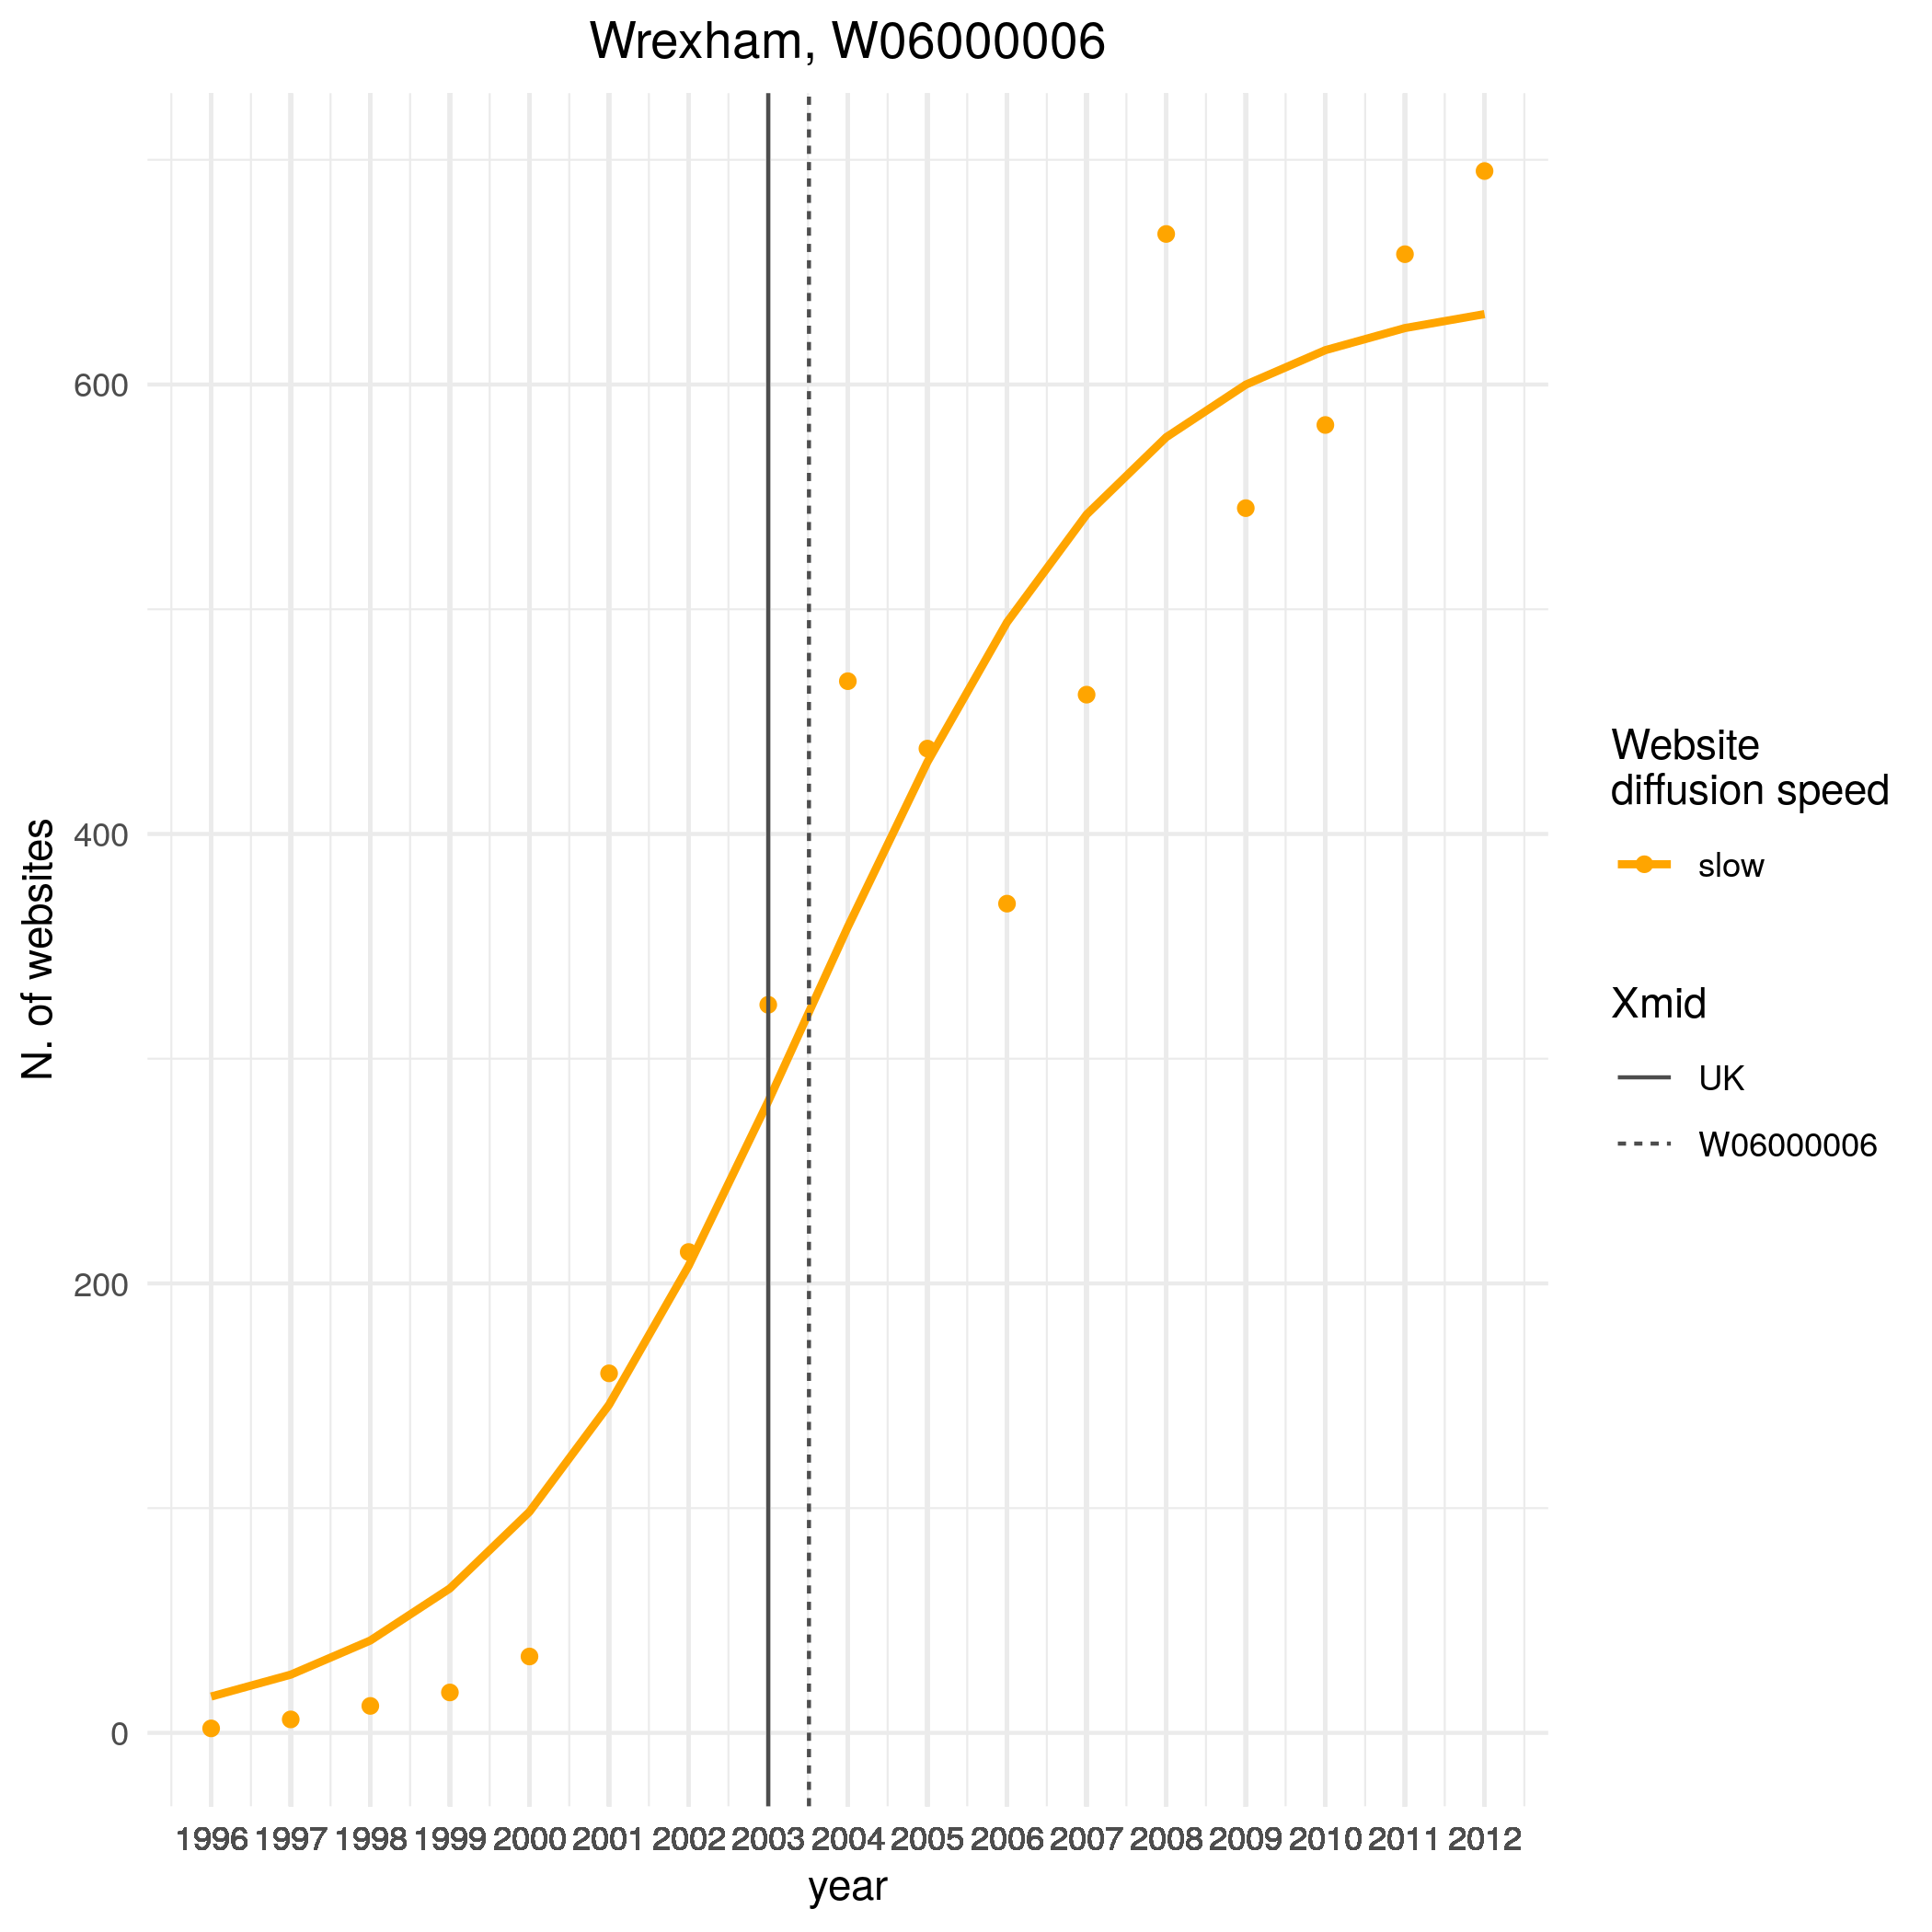 Wrexham, W06000006
N. of websites
600
400
200
0
1996 1997 1998 1999 2000 2001 2002 2003 2004 2005 2006 2007 2008 2009 2010 2011 2012
year
Website
diffusion speed
slow
Xmid
UK
W06000006